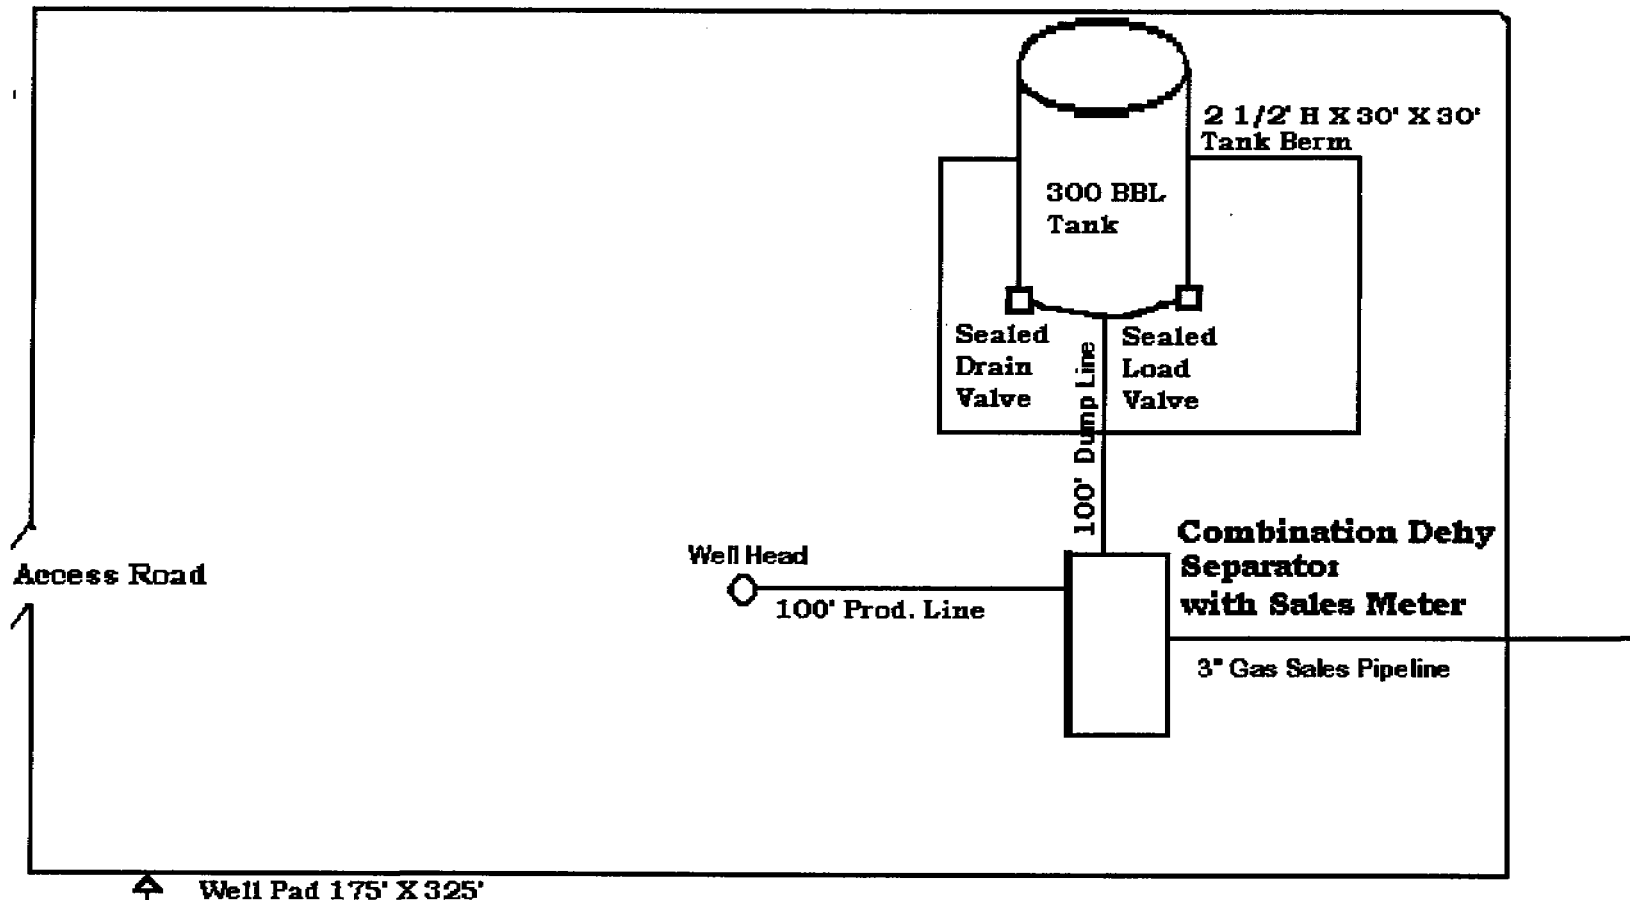 2 1/2' H X 30' X 30'
Tank Berm
300 BBL
Tank
Sealed
Drain
Valve
Sealed
Load
Valve
100' Dump Line
Combination Dehy
Separator
with Sales Meter
Well Head
Access Road
100' Prod. Line
3" Gas Sales Pipeline
Well Pad 175' X 325'